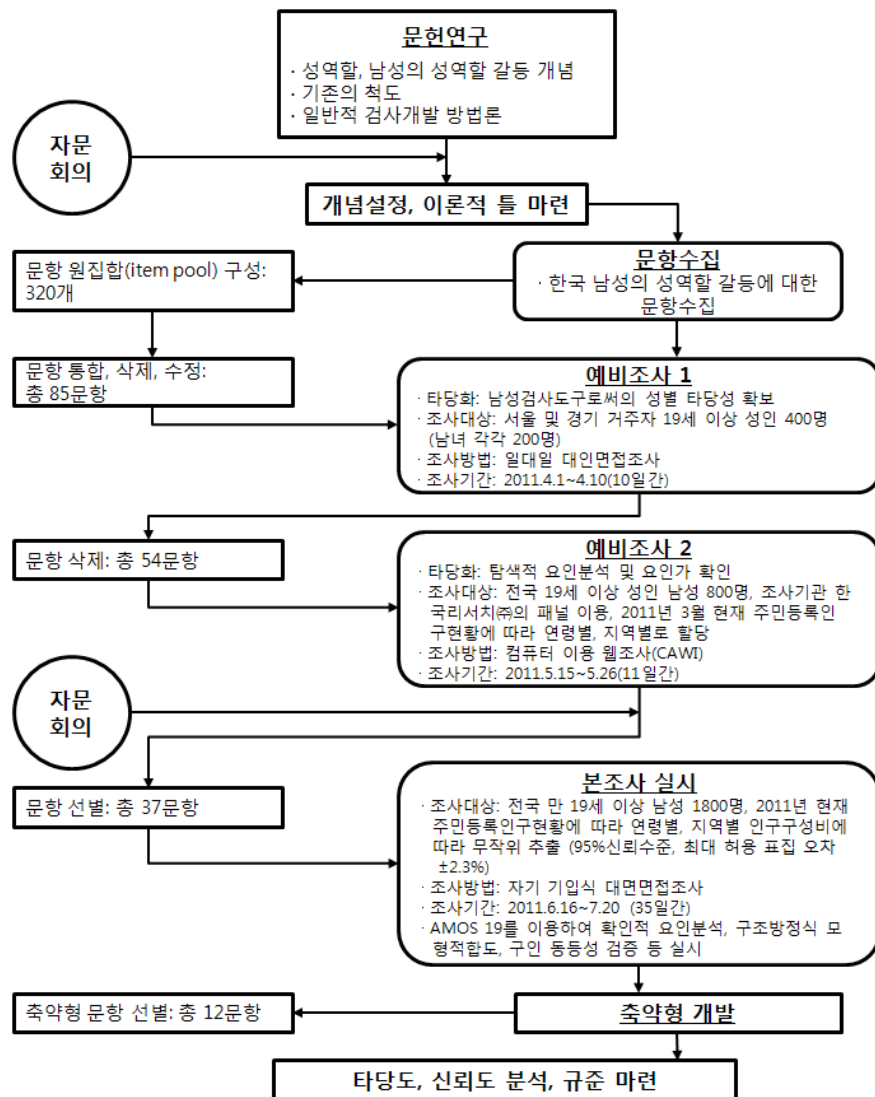 문헌연구
· 성역할, 남성의 성역할 갈등 개념
· 기존의 척도
· 일반적 검사개발 방법론
자문
회의
개념설정, 이론적 틀 마련
문항수집
· 한국 남성의 성역할 갈등에 대한
문항수집
문항 원집합(item pool) 구성:
320개
문항 통합, 삭제, 수정:
총 85문항
예비조사 1
· 타당화: 남성검사도구로써의 성별 타당성 확보
· 조사대상: 서울 및 경기 거주자 19세 이상 성인 400명
(남녀 각각 200명)
· 조사방법: 일대일 대인면접조사
· 조사기간: 2011.4.1~4.10(10일간)
문항 삭제: 총 54문항
예비조사 2
· 타당화: 탐색적 요인분석 및 요인가 확인
· 조사대상: 전국 19세 이상 성인 남성 800명, 조사기관 한
국리서치㈜의 패널 이용, 2011년 3월 현재 주민등록인
구현황에 따라 연령별, 지역별로 할당
· 조사방법: 컴퓨터 이용 웹조사(CAWI)
· 조사기간: 2011.5.15~5.26(11일간)
자문
회의
문항 선별: 총 37문항
본조사 실시
· 조사대상: 전국 만 19세 이상 남성 1800명, 2011년 현재
주민등록인구현황에 따라 연령별, 지역별 인구구성비에
따라 무작위 추출 (95%신뢰수준, 최대 허용 표집 오차
±2.3%)
· 조사방법: 자기 기입식 대면면접조사
· 조사기간: 2011.6.16~7.20 (35일간)
· AMOS 19를 이용하여 확인적 요인분석, 구조방정식 모
형적합도, 구인 동등성 검증 등 실시
축약형 문항 선별: 총 12문항
축약형 개발
타당도, 신뢰도 분석, 규준 마련